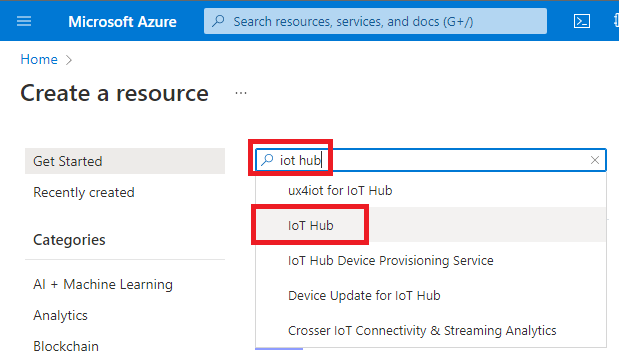 Microsoft Azure
Search resources, services, and docs (G+/)
Home >
Create a resource ...
Get Started
Recently created
Categories
AI + Machine Learning
Analytics
Blockchain
iot hub
ux4iot for IoT Hub
IoT Hub
IoT Hub Device Provisioning Service
Device Update for IoT Hub
Crosser IoT Connectivity & Streaming Analytics